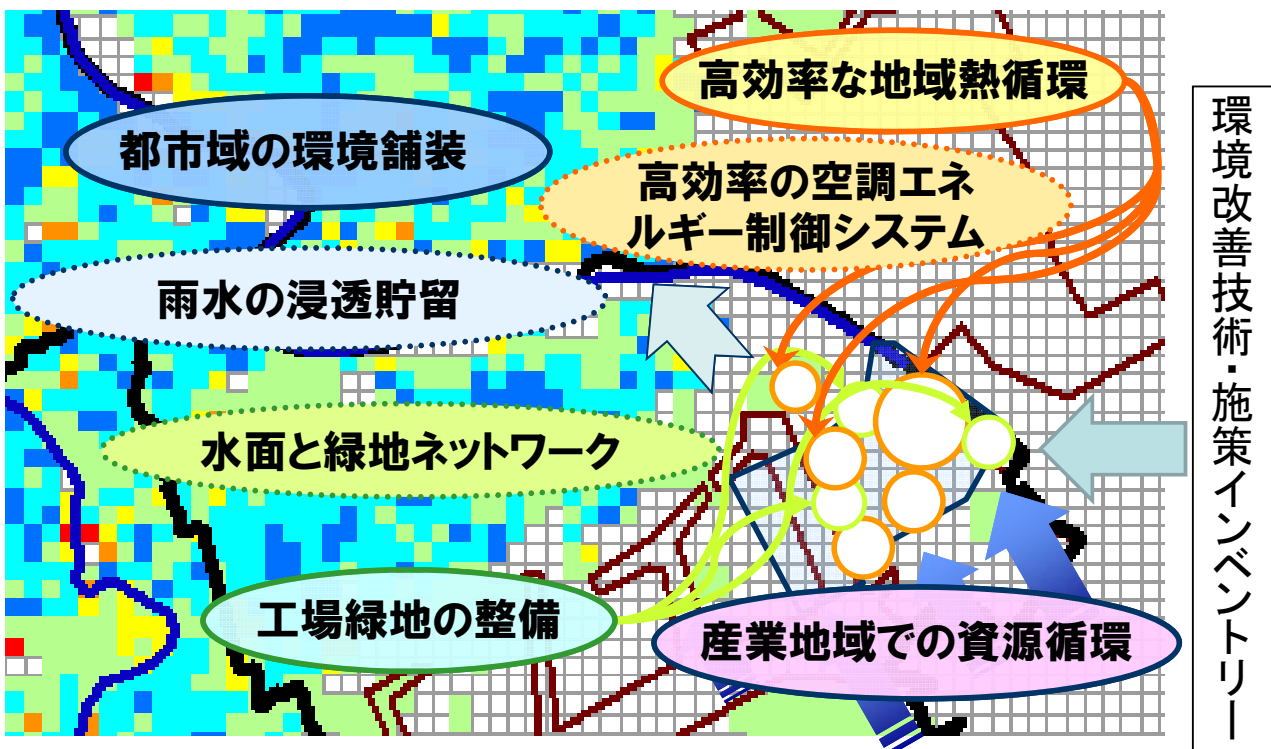 高効率な地域熱循環
都市域の環境舗装
高効率の空調エネ
ルギー制御システム
雨水の浸透貯留
水面と緑地ネットワーク
工場緑地の整備
産業地域での資源循環
環境改善技術・施策インベントリー